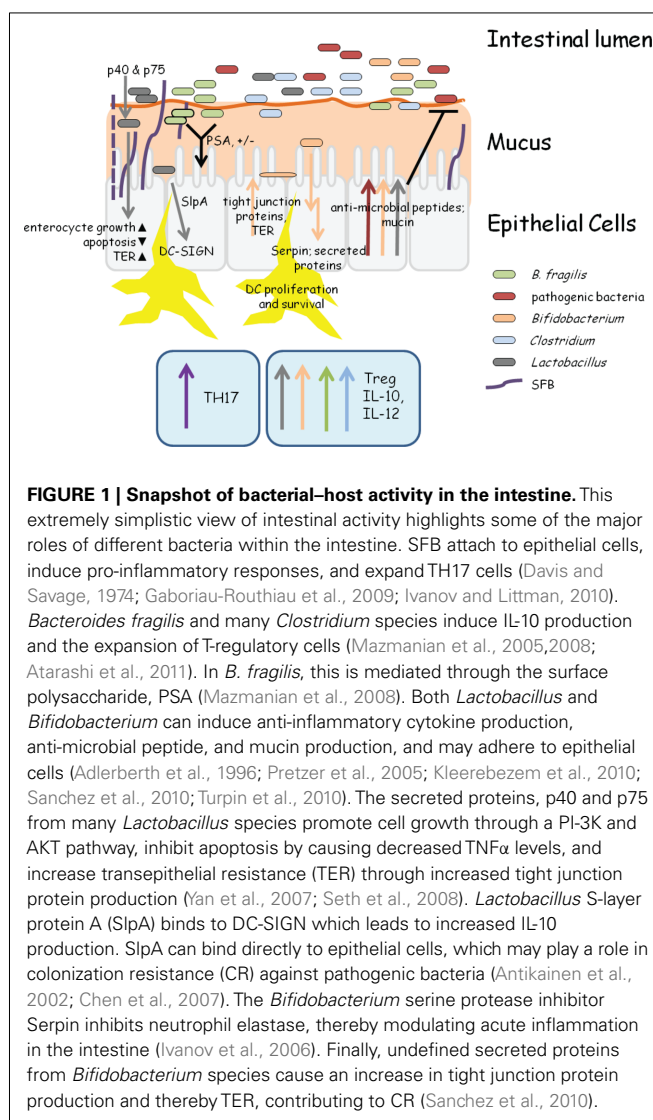 Intestinal lumen
p40 & p75
PSA, +/-
Mucus
SlpA
tight junction
proteins,
TER
anti-microbial peptides;
mucin
enterocyte growth ▲
apoptosis ▼
TER ▲
DC-SIGN
Serpin; secreted
proteins
Epithelial Cells
DC proliferation
and survival
B. fragilis
pathogenic bacteria
Bifidobacterium
Clostridium
Lactobacillus
SFB
TH17
Treg
IL-10,
IL-12
FIGURE 1 | Snapshot of bacterial–host activity in the intestine. This
extremely simplistic view of intestinal activity highlights some of the major
roles of different bacteria within the intestine. SFB attach to epithelial cells,
induce pro-inflammatory responses, and expand TH17 cells (Davis and
Savage, 1974; Gaboriau-Routhiau et al., 2009; Ivanov and Littman, 2010).
Bacteroides fragilis and many Clostridium species induce IL-10 production
and the expansion of T-regulatory cells (Mazmanian et al., 2005,2008;
Atarashi et al., 2011). In B. fragilis, this is mediated through the surface
polysaccharide, PSA (Mazmanian et al., 2008). Both Lactobacillus and
Bifidobacterium can induce anti-inflammatory cytokine production,
anti-microbial peptide, and mucin production, and may adhere to epithelial
cells (Adlerberth et al., 1996; Pretzer et al., 2005; Kleerebezem et al., 2010;
Sanchez et al., 2010; Turpin et al., 2010). The secreted proteins, p40 and p75
from many Lactobacillus species promote cell growth through a PI-3K and
AKT pathway, inhibit apoptosis by causing decreased TNFα levels, and
increase transepithelial resistance (TER) through increased tight junction
protein production (Yan et al., 2007; Seth et al., 2008). Lactobacillus S-layer
protein A (SlpA) binds to DC-SIGN which leads to increased IL-10
production. SlpA can bind directly to epithelial cells, which may play a role in
colonization resistance (CR) against pathogenic bacteria (Antikainen et al.,
2002; Chen et al., 2007). The Bifidobacterium serine protease inhibitor
Serpin inhibits neutrophil elastase, thereby modulating acute inflammation
in the intestine (Ivanov et al., 2006). Finally, undefined secreted proteins
from Bifidobacterium species cause an increase in tight junction protein
production and thereby TER, contributing to CR (Sanchez et al., 2010).